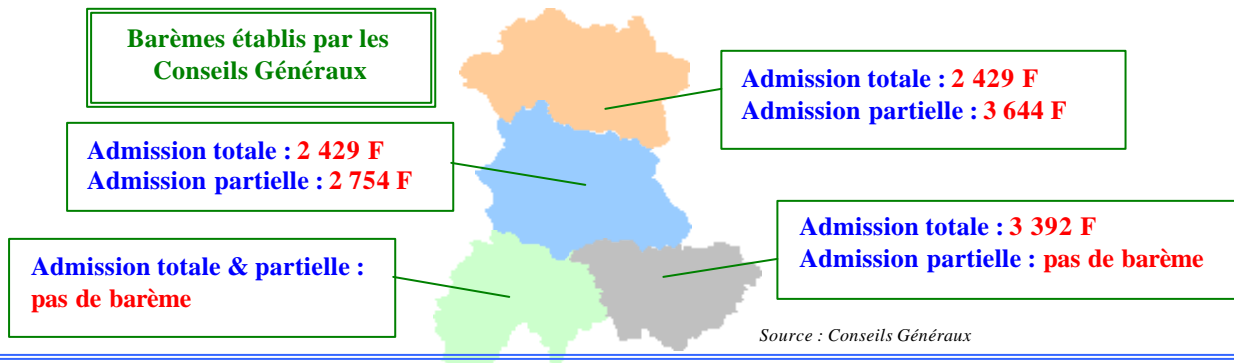 Barèmes établis par les
Conseils Généraux
Admission totale : 2 429 F
Admission partielle : 3 644 F
Admission totale : 2 429 F
Admission partielle : 2 754 F
Admission totale : 3 392 F
Admission partielle : pas de barème
Admission totale & partielle :
pas de barème
Source : Conseils Généraux